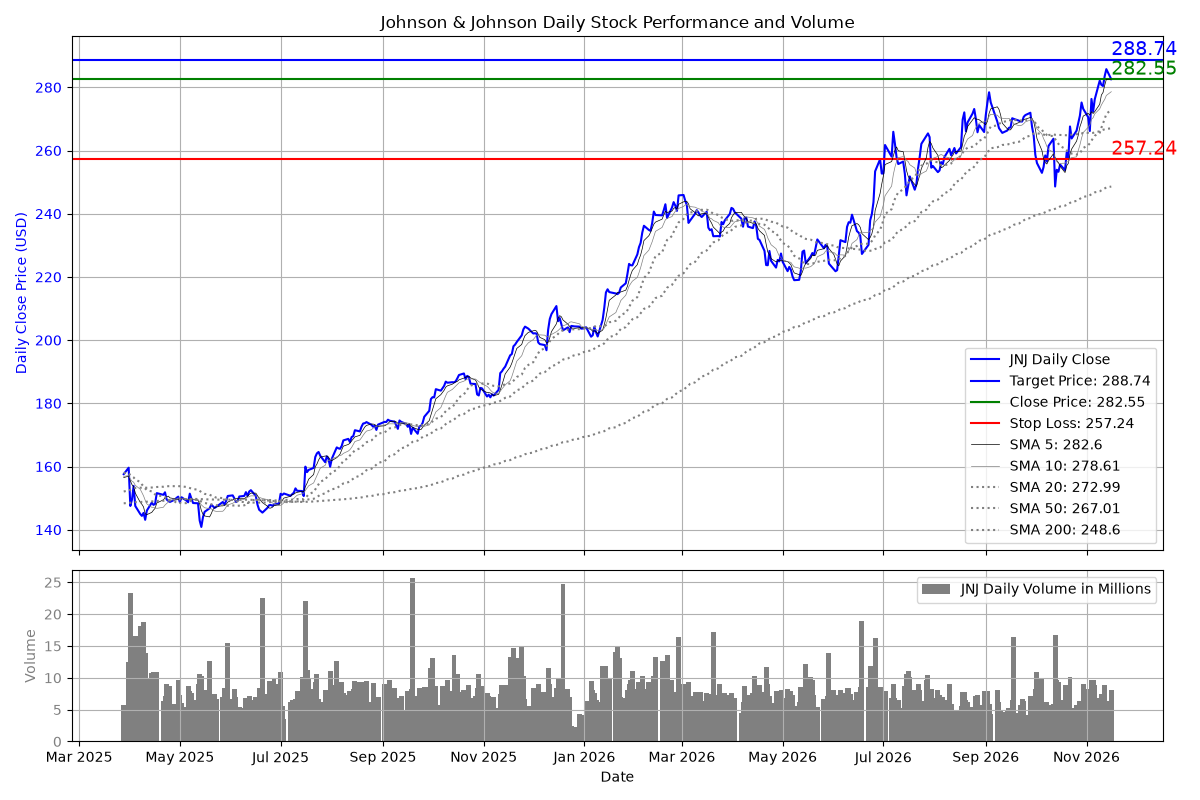 Johnson & Johnson Daily Stock Performance and Volume
288.74
282.55
257.24
Daily Close Price (USD)
280
260
240
220
200
180
160
140
JNJ Daily Close
Target Price: 288.74
Close Price: 282.55
Stop Loss: 257.24
SMA 5: 282.6
SMA 10: 278.61
SMA 20: 272.99
SMA 50: 267.01
SMA 200: 248.6
Volume
25
20
15
10
5
0
JNJ Daily Volume in Millions
Mar 2025 May 2025 Jul 2025 Sep 2025 Nov 2025 Jan 2026 Mar 2026 May 2026 Jul 2026 Sep 2026 Nov 2026
Date